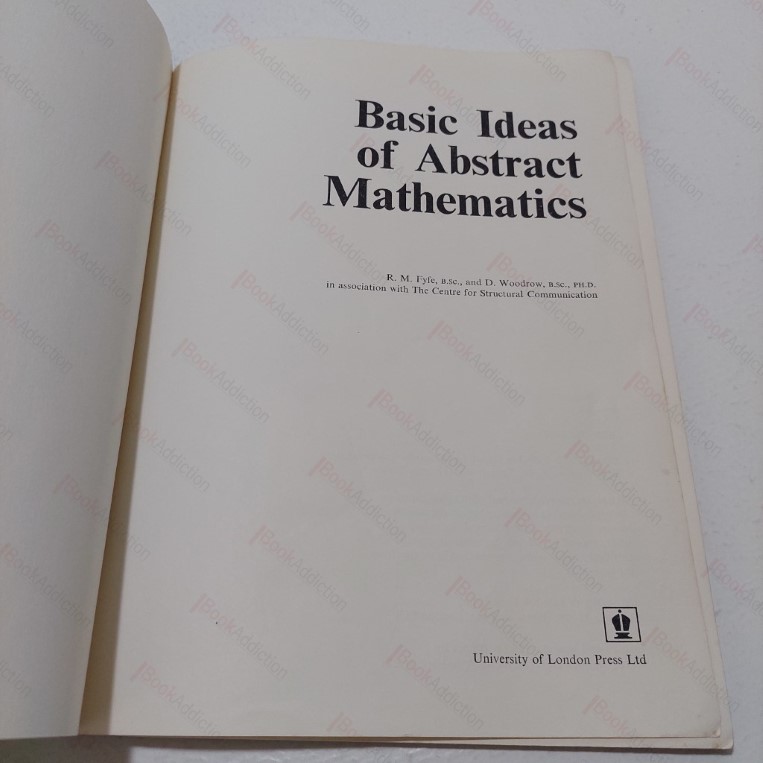 Basic Ideas
of Abstract
Mathematics
R. M. Fyfe, B.Sc., and D. Woodrow, B.Sc., PH.D.
in association with The Centre for Structural Communication
University of London Press Ltd
BookAddiction